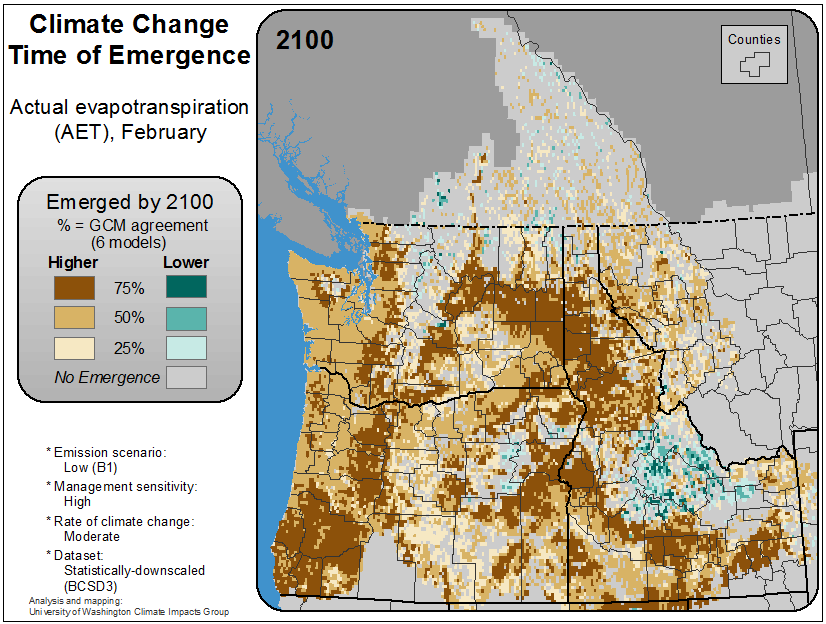 Climate Change
Time of Emergence
Actual evapotranspiration
(AET), February
Emerged by 2100
% = GCM agreement
(6 models)
Higher Lower
75%
50%
25%
No Emergence
* Emission scenario:
Low (B1)
* Management sensitivity:
High
* Rate of climate change:
Moderate
* Dataset:
Statistically-downscaled
(BCSD3)
Analysis and mapping:
University of Washington Climate Impacts Group
2100
Counties